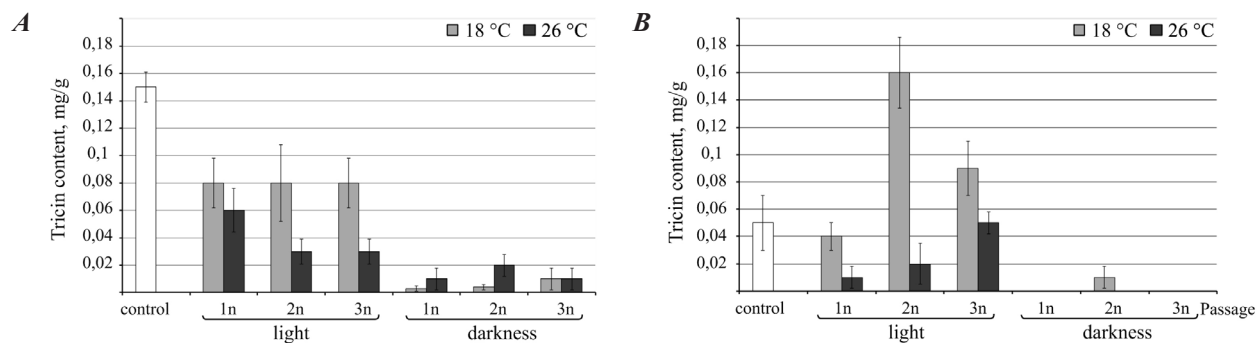 A
18 °C 26 °C
Tricin content, mg/g
0,18
0,16
0,14
0,12
0,1
0,08
0,06
0,04
0,02
control 1n 2n 3n 1n 2n 3n
light darkness
B
18 °C 26 °C
Tricin content, mg/g
0,18
0,16
0,14
0,12
0,1
0,08
0,06
0,04
0,02
control 1n 2n 3n 1n 2n 3n Passage
light darkness